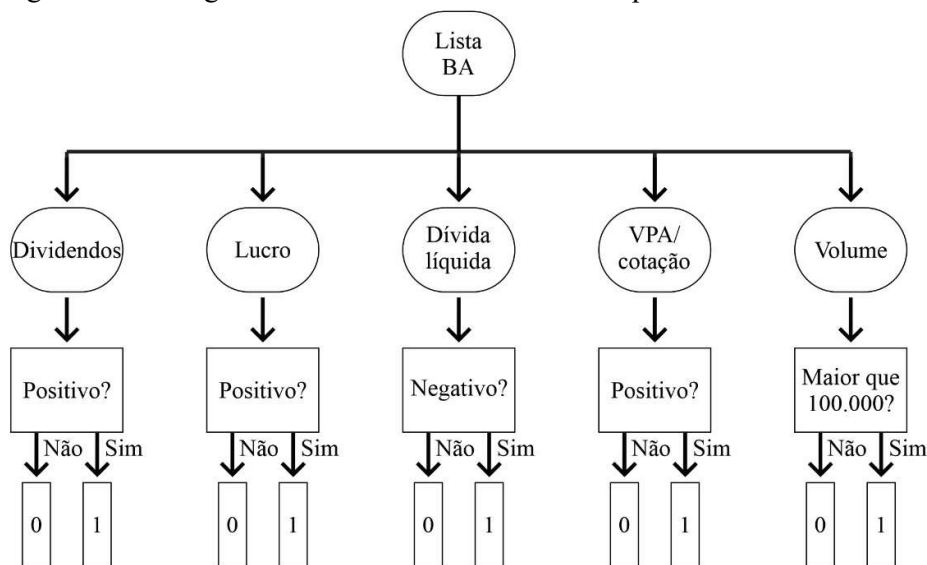 Lista
BA
Dividendos
Lucro
Dívida
líquida
VPA/
cotação
Volume
Positivo?
Positivo?
Negativo?
Positivo?
Maior que
100.000?
Não Sim Não Sim Não Sim Não Sim Não Sim
0 1 0 1 0 1 0 1 0 1